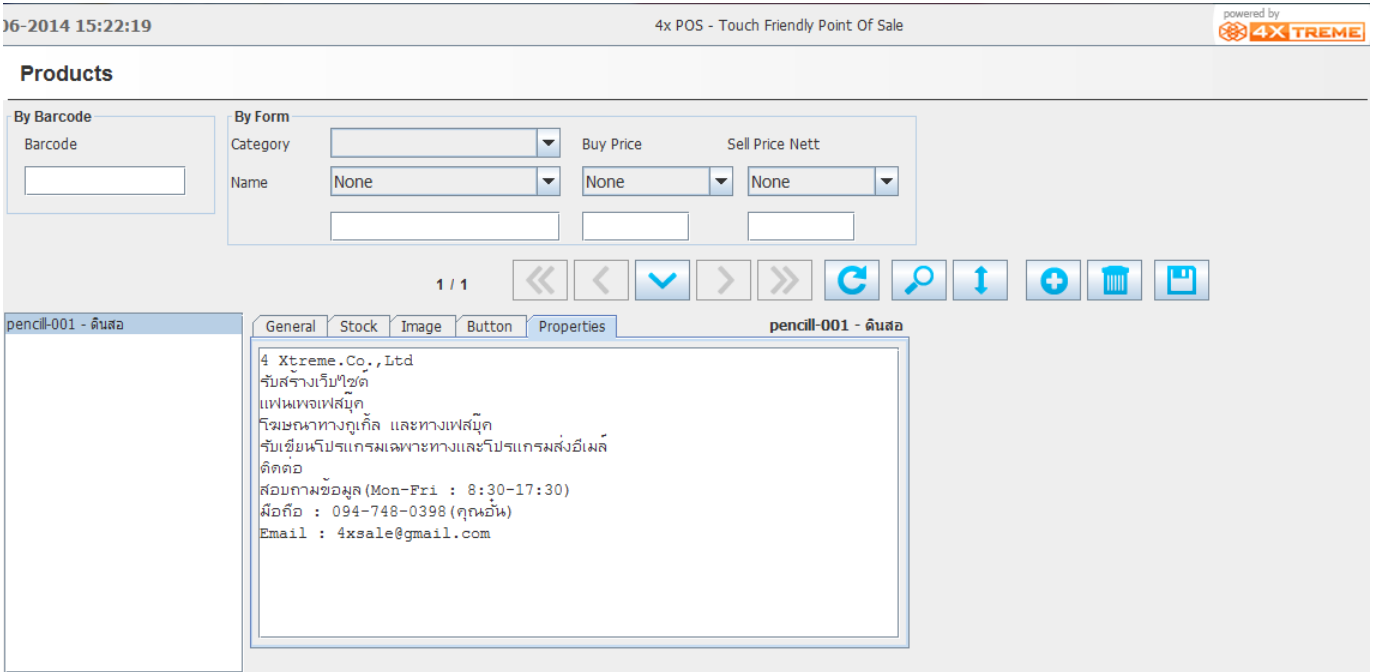 06-2014 15:22:19
4x POS - Touch Friendly Point Of Sale
powered by
4XTREME
Products
By Barcode
By Form
Barcode
Category
Buy Price
Sell Price Nett
Name
None
None
None
1 / 1
pencill-001 - ดินสอ
General
Stock
Image
Button
Properties
pencill-001 - ดินสอ
4 Xtreme.Co.,Ltd
รับสร้างเว็บไซต์
แฟนเพจเฟสบุ๊ค
โฆษณาทางกูเกิ้ล และทางเฟสบุ๊ค
รับเขียนโปรแกรมเฉพาะทางและโปรแกรมส่งอีเมล์
ติดต่อ
สอบถามข้อมูล(Mon-Fri : 8:30-17:30)
มือถือ : 094-748-0398(คุณอั๋น)
Email : 4xsale@gmail.com